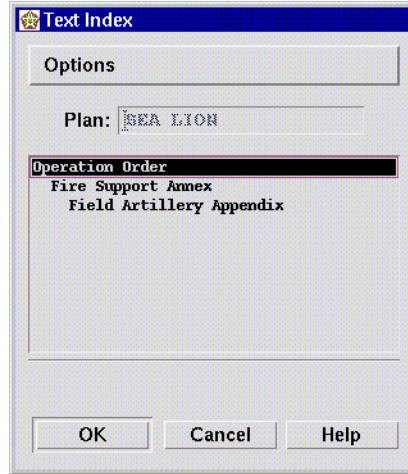 Text Index
Options
Plan: SEA LION
Operation Order
Fire Support Annex
Field Artillery Appendix
OK Cancel Help